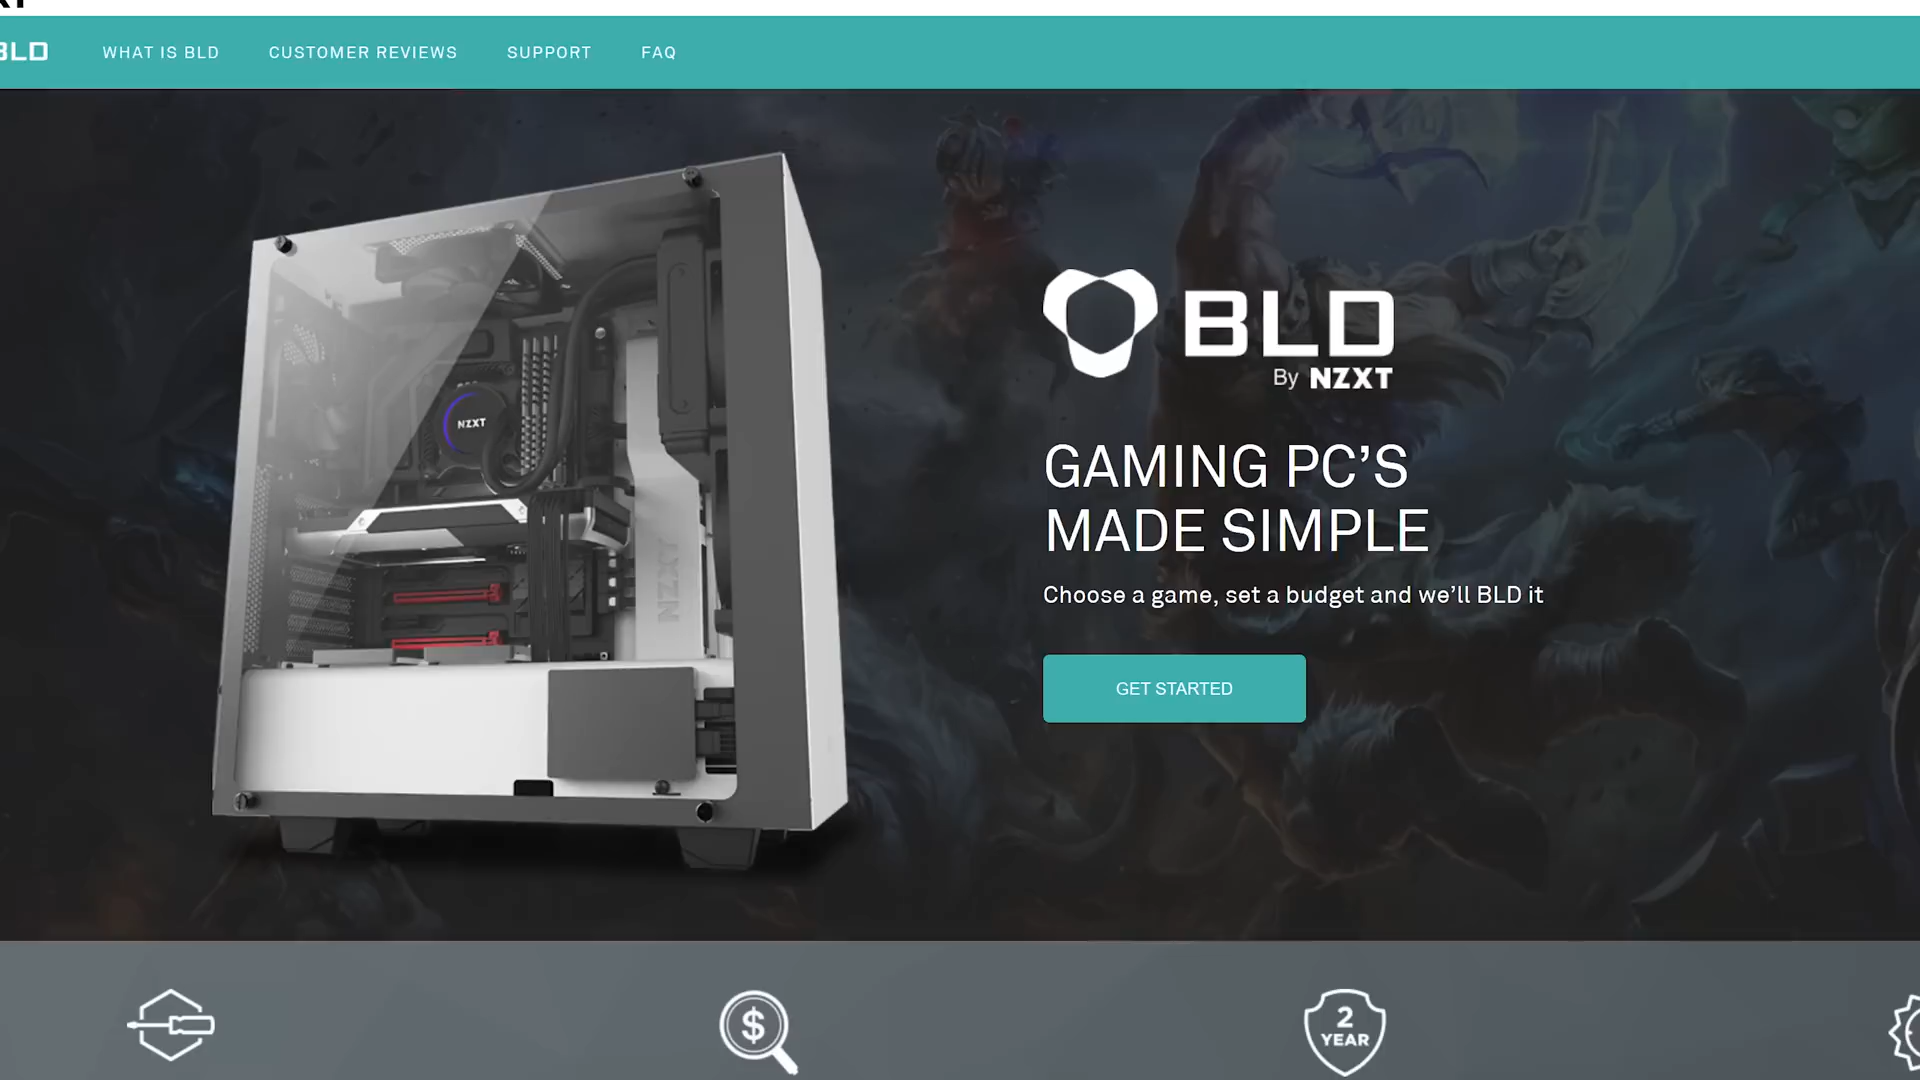 BLD
WHAT IS BLD
CUSTOMER REVIEWS
SUPPORT
FAQ
BLD
By NZXT
NZXT
GAMING PC’S
MADE SIMPLE
Choose a game, set a budget and we’ll BLD it
NZXT
GET STARTED
$
2
YEAR